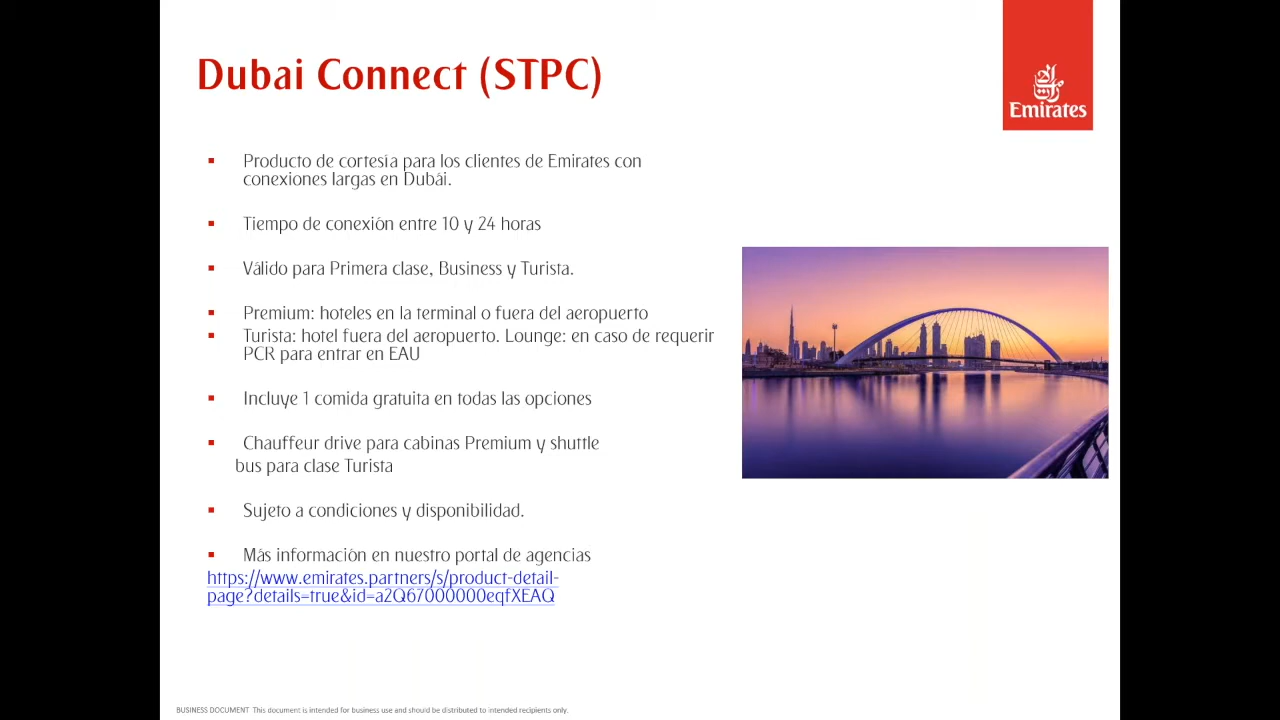 Dubai Connect (STPC)
Emirates
▪ Producto de cortesía para los clientes de Emirates con
conexiones largas en Dubái.
▪ Tiempo de conexión entre 10 y 24 horas
▪ Válido para Primera clase, Business y Turista.
▪ Premium: hoteles en la terminal o fuera del aeropuerto
▪ Turista: hotel fuera del aeropuerto. Lounge: en caso de requerir
PCR para entrar en EAU
▪ Incluye 1 comida gratuita en todas las opciones
▪ Chauffeur drive para cabinas Premium y shuttle
bus para clase Turista
▪ Sujeto a condiciones y disponibilidad.
▪ Más información en nuestro portal de agencias
https://www.emirates.partners/s/product-detail-
page?details=true&id=a2Q67000000eqfXEAQ
BUSINESS DOCUMENT This document is intended for business use and should be distributed to intended recipients only.